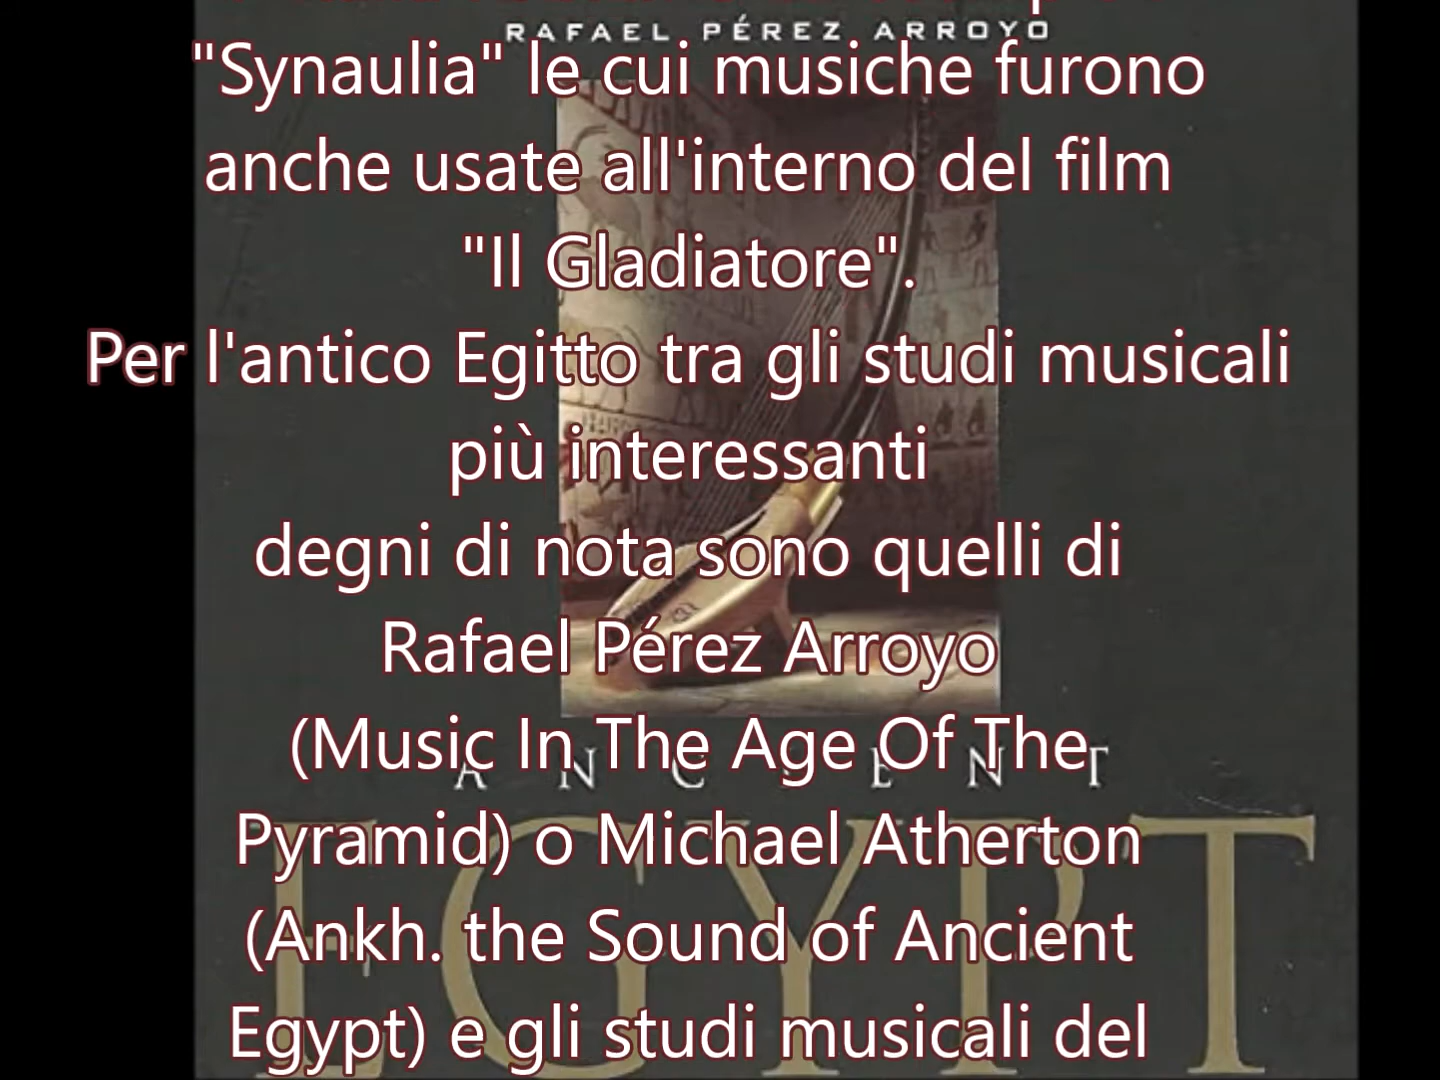 RAFAEL PÉREZ ARROYO
"Synaulia" le cui musiche furono
anche usate all'interno del film
"Il Gladiatore".
Per l'antico Egitto tra gli studi musicali
più interessanti
degni di nota sono quelli di
Rafael Pérez Arroyo
(Music In The Age Of The
ANCIENT
Pyramid) o Michael Atherton
EGYPT
(Ankh. the Sound of Ancient
Egypt) e gli studi musicali del